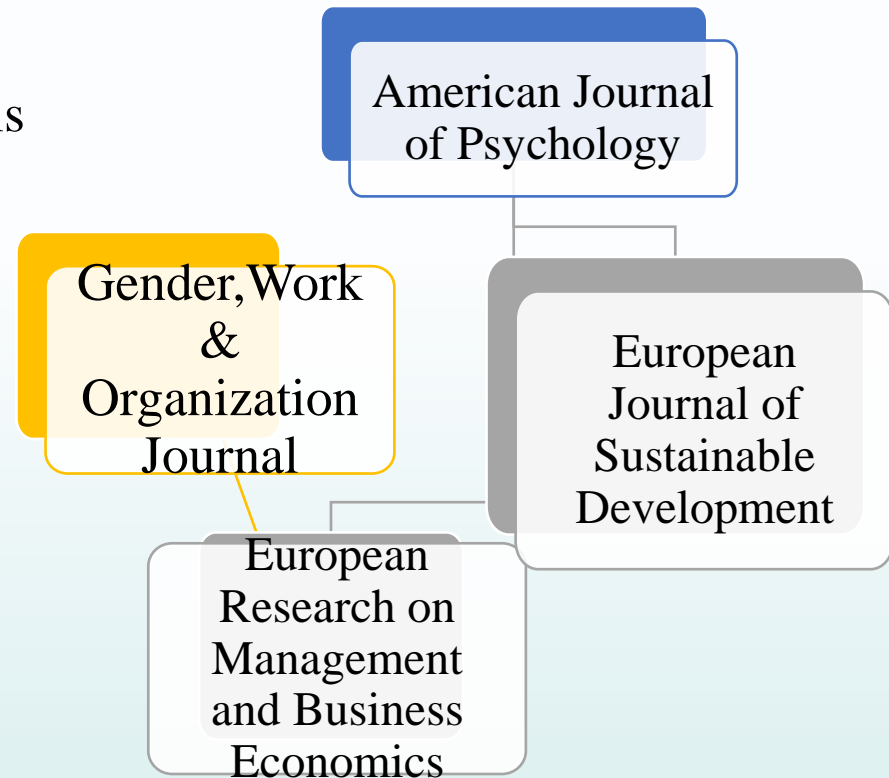 American Journal
of Psychology
Gender,Work
&
Organization
Journal
European
Journal of
Sustainable
Development
European
Research on
Management
and Business
Economics